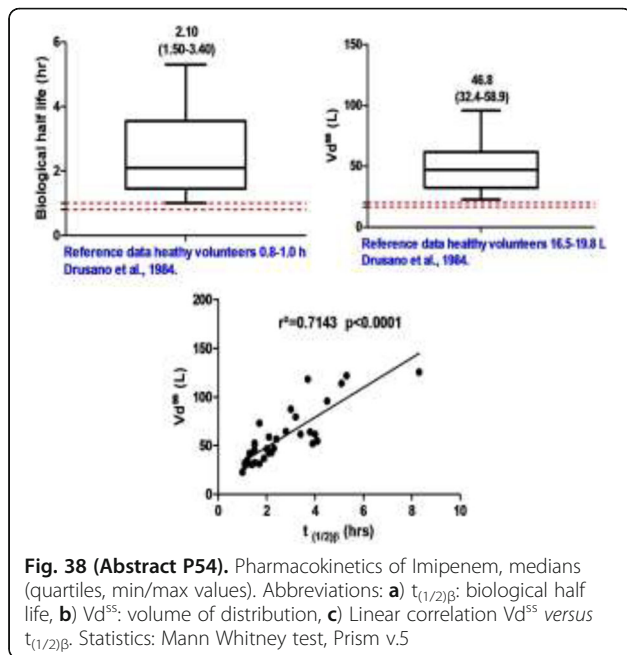 2.10
(1.50-3.40)
6
4
2
0
Biological half life (hr)
Reference data heathy volunteers 0.8-1.0 h
Drusano et al., 1984.
46.8
(32.4-58.9)
150
100
50
0
Vdss (L)
Reference data healthy volunteers 16.5-19.8 L
Drusano et al., 1984.
r²=0.7143 p<0.0001
200
150
100
50
0
Vdss (L)
0 2 4 6 8 10
t(1/2)β (hrs)
Fig. 38 (Abstract P54). Pharmacokinetics of Imipenem, medians
(quartiles, min/max values). Abbreviations: a) t(1/2)β: biological half
life, b) Vdss: volume of distribution, c) Linear correlation Vdss versus
t(1/2)β. Statistics: Mann Whitney test, Prism v.5